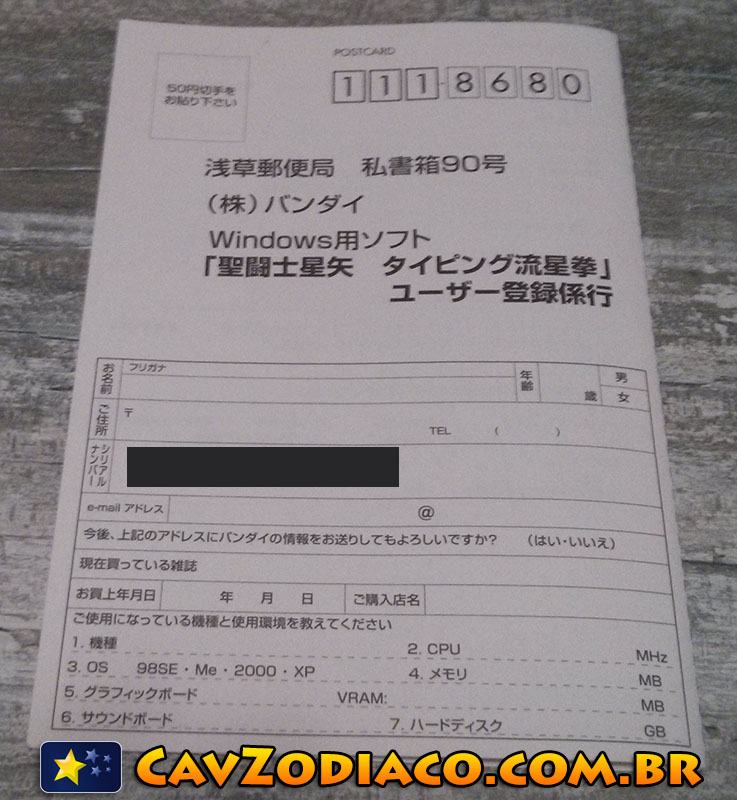 POSTCARD
50円切手を
お貼り下さい
111-8680
浅草郵便局 私書箱90号
(株)バンダイ
Windows用ソフト
「聖闘士星矢 タイピング流星拳」
ユーザー登録係行
お名前 フリガナ 年齢 歳 男 女
ご住所 〒 TEL ( )
シリアルナンバー
e-mail アドレス @
今後、上記のアドレスにバンダイの情報をお送りしてもよろしいですか? (はい・いいえ)
現在買っている雑誌
お買上年月日 年 月 日 ご購入店名
ご使用になっている機種と使用環境を教えてください
1. 機種 2. CPU MHz
3. OS 98SE・Me・2000・XP 4. メモリ MB
5. グラフィックボード VRAM: MB
6. サウンドボード 7. ハードディスク GB
CAVZODIACO.COM.BR